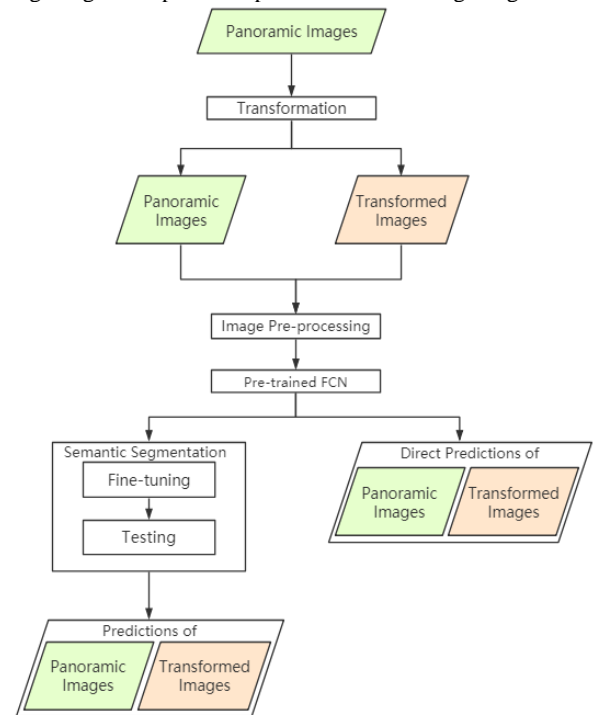 Panoramic Images
Transformation
Panoramic
Images
Transformed
Images
Image Pre-processing
Pre-trained FCN
Semantic Segmentation
Fine-tuning
Testing
Direct Predictions of
Panoramic
Images
Transformed
Images
Predictions of
Panoramic
Images
Transformed
Images